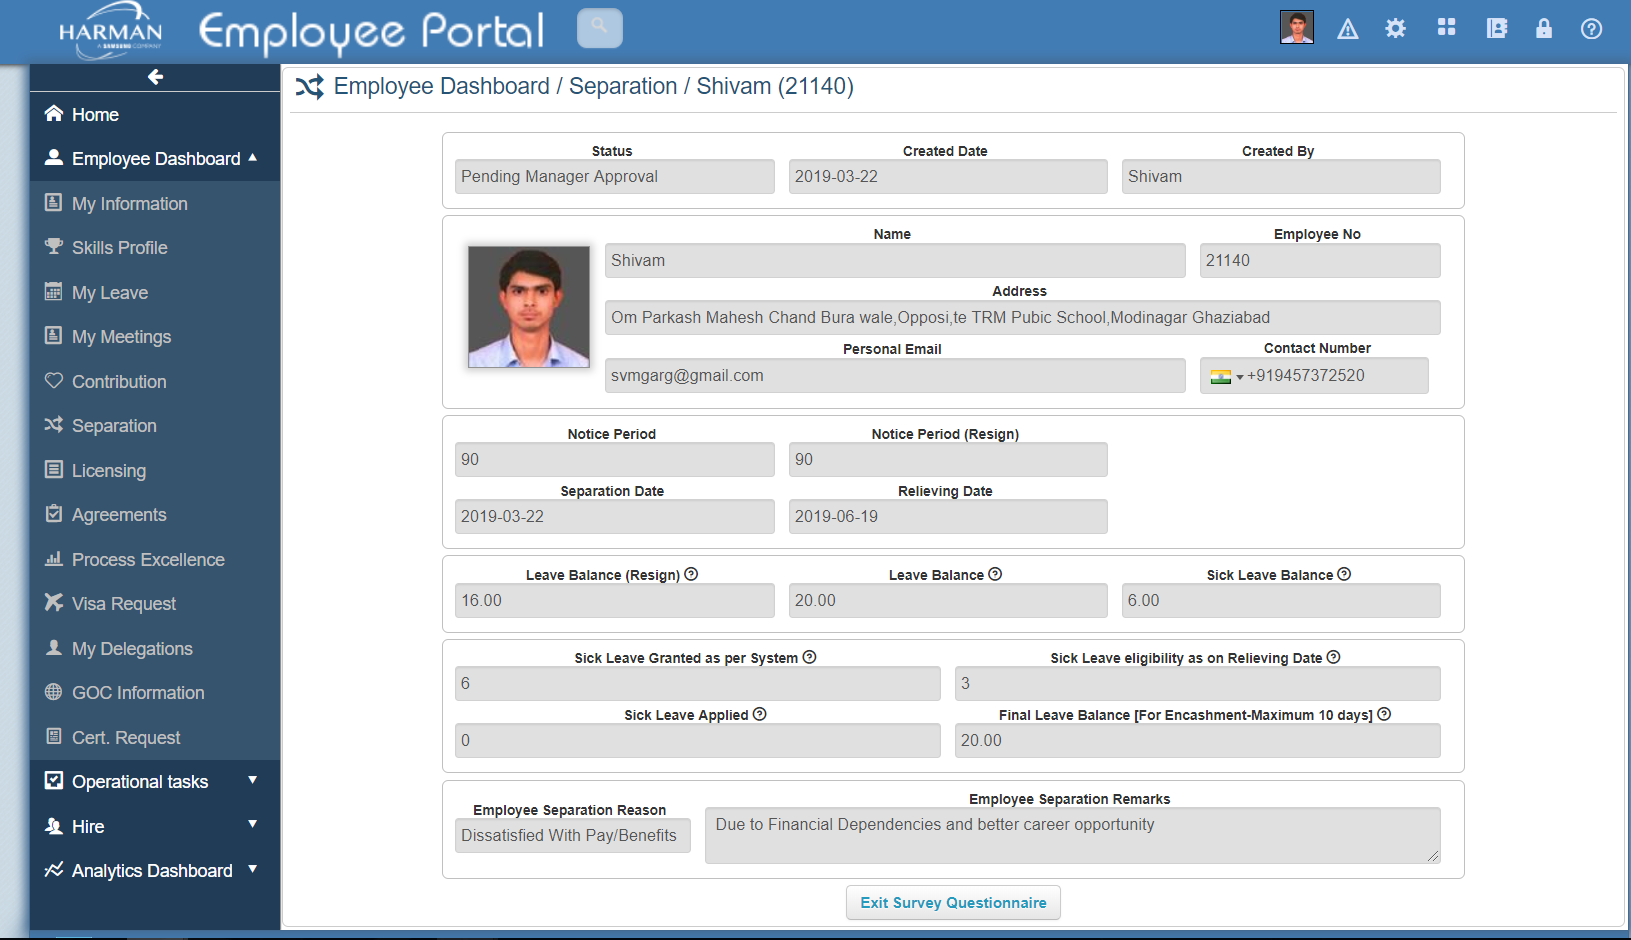 HARMAN
A SAMSUNG COMPANY
Employee Portal
Home
Employee Dashboard
My Information
Skills Profile
My Leave
My Meetings
Contribution
Separation
Licensing
Agreements
Process Excellence
Visa Request
My Delegations
GOC Information
Cert. Request
Operational tasks
Hire
Analytics Dashboard
Employee Dashboard / Separation / Shivam (21140)
Status Created Date Created By
Pending Manager Approval 2019-03-22 Shivam
Name Employee No
Shivam 21140
Address
Om Parkash Mahesh Chand Bura wale,Opposi,te TRM Pubic School,Modinagar Ghaziabad
Personal Email Contact Number
svmgarg@gmail.com +919457372520
Notice Period Notice Period (Resign)
90 90
Separation Date Relieving Date
2019-03-22 2019-06-19
Leave Balance (Resign) Leave Balance Sick Leave Balance
16.00 20.00 6.00
Sick Leave Granted as per System Sick Leave eligibility as on Relieving Date
6 3
Sick Leave Applied Final Leave Balance [For Encashment-Maximum 10 days]
0 20.00
Employee Separation Reason Employee Separation Remarks
Dissatisfied With Pay/Benefits Due to Financial Dependencies and better career opportunity
Exit Survey Questionnaire